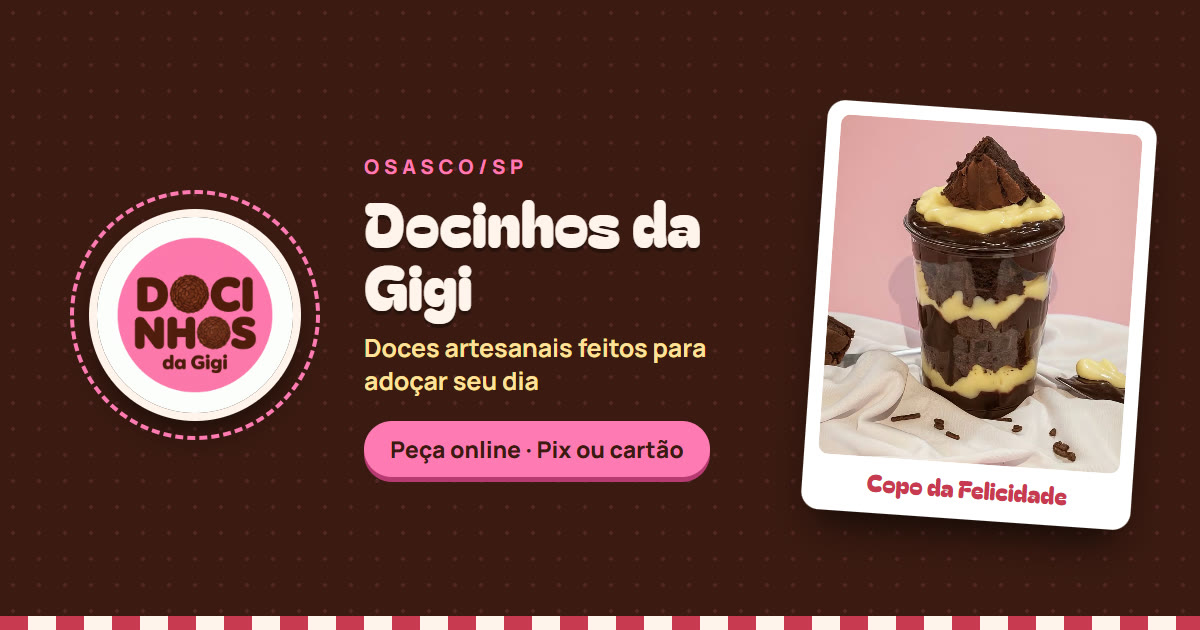 DOCI
NHOS
da Gigi
OSASCO/SP
Docinhos da
Gigi
Doces artesanais feitos para
adoçar seu dia
Peça online · Pix ou cartão
Copo da Felicidade